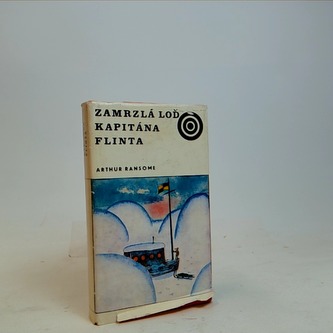 ZAMRZLÁ LOĎ
KAPITÁNA
FLINTA
ARTHUR RANSOME